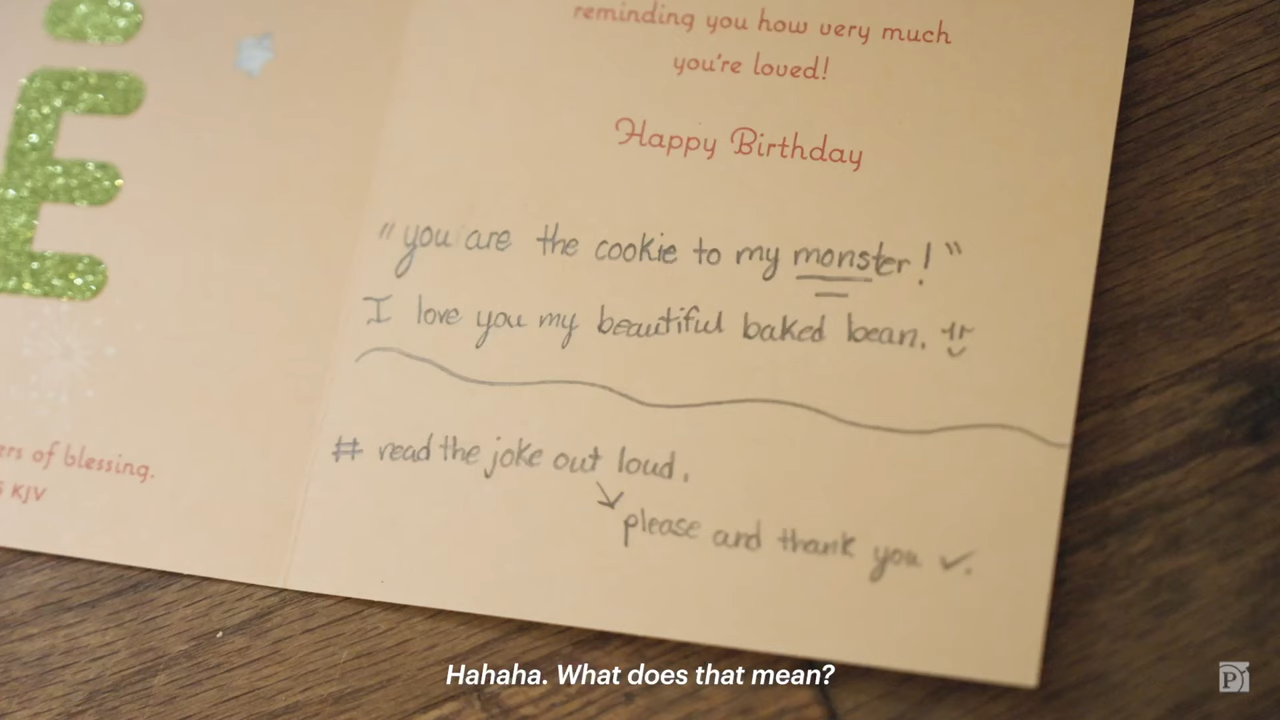 E
reminding you how very much
you're loved!
Happy Birthday
"you are the cookie to my monster!"
I love you my beautiful baked bean.
# read the joke out loud.
please and thank you ✓.
ers of blessing.
KJV
Hahaha. What does that mean?
P